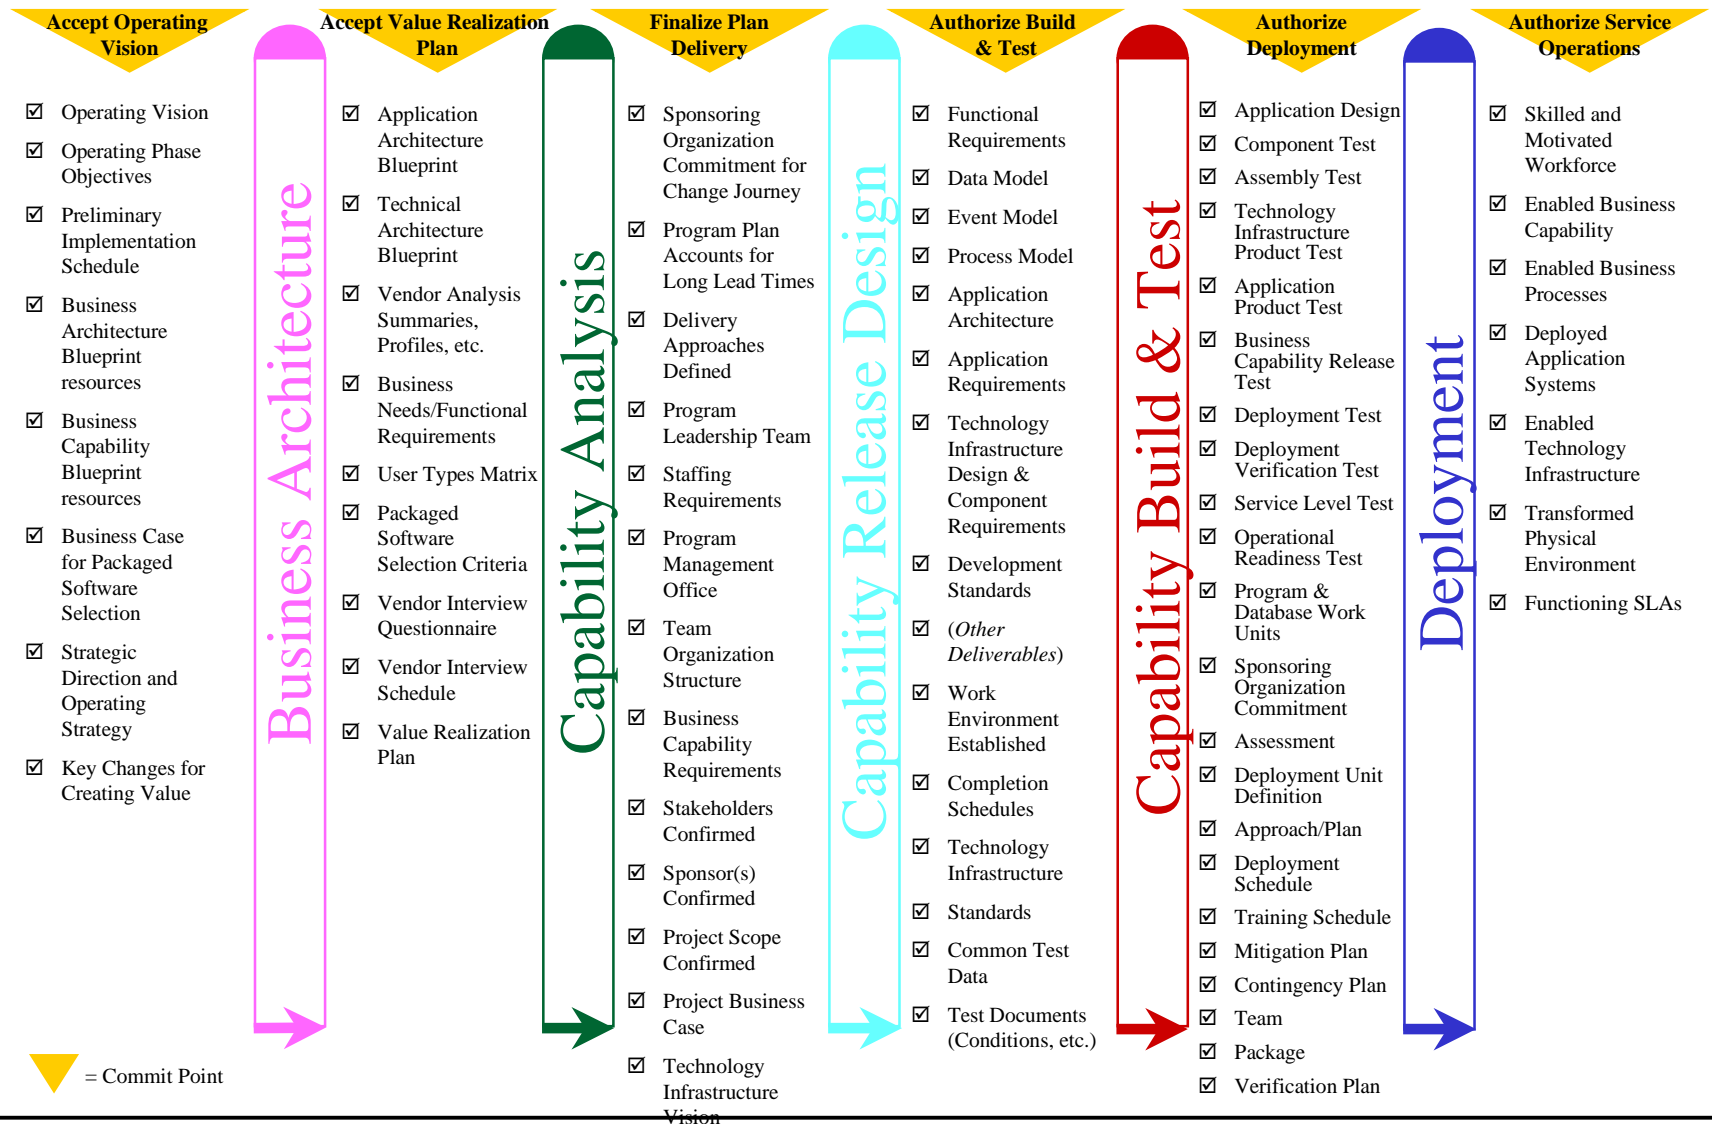 Accept Operating
Vision
Operating Vision
Operating Phase
Objectives
Preliminary
Implementation
Schedule
Business
Architecture
Blueprint
resources
Business
Capability
Blueprint
resources
Business Case
for Packaged
Software
Selection
Strategic
Direction and
Operating
Strategy
Key Changes for
Creating Value
= Commit Point
Business Architecture
Accept Value Realization
Plan
Application
Architecture
Blueprint
Technical
Architecture
Blueprint
Vendor Analysis
Summaries,
Profiles, etc.
Business
Needs/Functional
Requirements
User Types Matrix
Packaged
Software
Selection Criteria
Vendor Interview
Questionnaire
Vendor Interview
Schedule
Value Realization
Plan
Capability Analysis
Finalize Plan
Delivery
Sponsoring
Organization
Commitment for
Change Journey
Program Plan
Accounts for
Long Lead Times
Delivery
Approaches
Defined
Program
Leadership Team
Staffing
Requirements
Program
Management
Office
Team
Organization
Structure
Business
Capability
Requirements
Stakeholders
Confirmed
Sponsor(s)
Confirmed
Project Scope
Confirmed
Project Business
Case
Technology
Infrastructure
Vision
Capability Release Design
Authorize Build
& Test
Functional
Requirements
Data Model
Event Model
Process Model
Application
Architecture
Application
Requirements
Technology
Infrastructure
Design &
Component
Requirements
Development
Standards
(Other
Deliverables)
Work
Environment
Established
Completion
Schedules
Technology
Infrastructure
Standards
Common Test
Data
Test Documents
(Conditions, etc.)
Capability Build & Test
Authorize
Deployment
Application Design
Component Test
Assembly Test
Technology
Infrastructure
Product Test
Application
Product Test
Business
Capability Release
Test
Deployment Test
Deployment
Verification Test
Service Level Test
Operational
Readiness Test
Program &
Database Work
Units
Sponsoring
Organization
Commitment
Assessment
Deployment Unit
Definition
Approach/Plan
Deployment
Schedule
Training Schedule
Mitigation Plan
Contingency Plan
Team
Package
Verification Plan
Deployment
Authorize Service
Operations
Skilled and
Motivated
Workforce
Enabled Business
Capability
Enabled Business
Processes
Deployed
Application
Systems
Enabled
Technology
Infrastructure
Transformed
Physical
Environment
Functioning SLAs